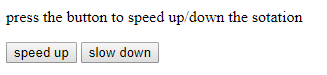 press the button to speed up/down the sotation
speed up slow down